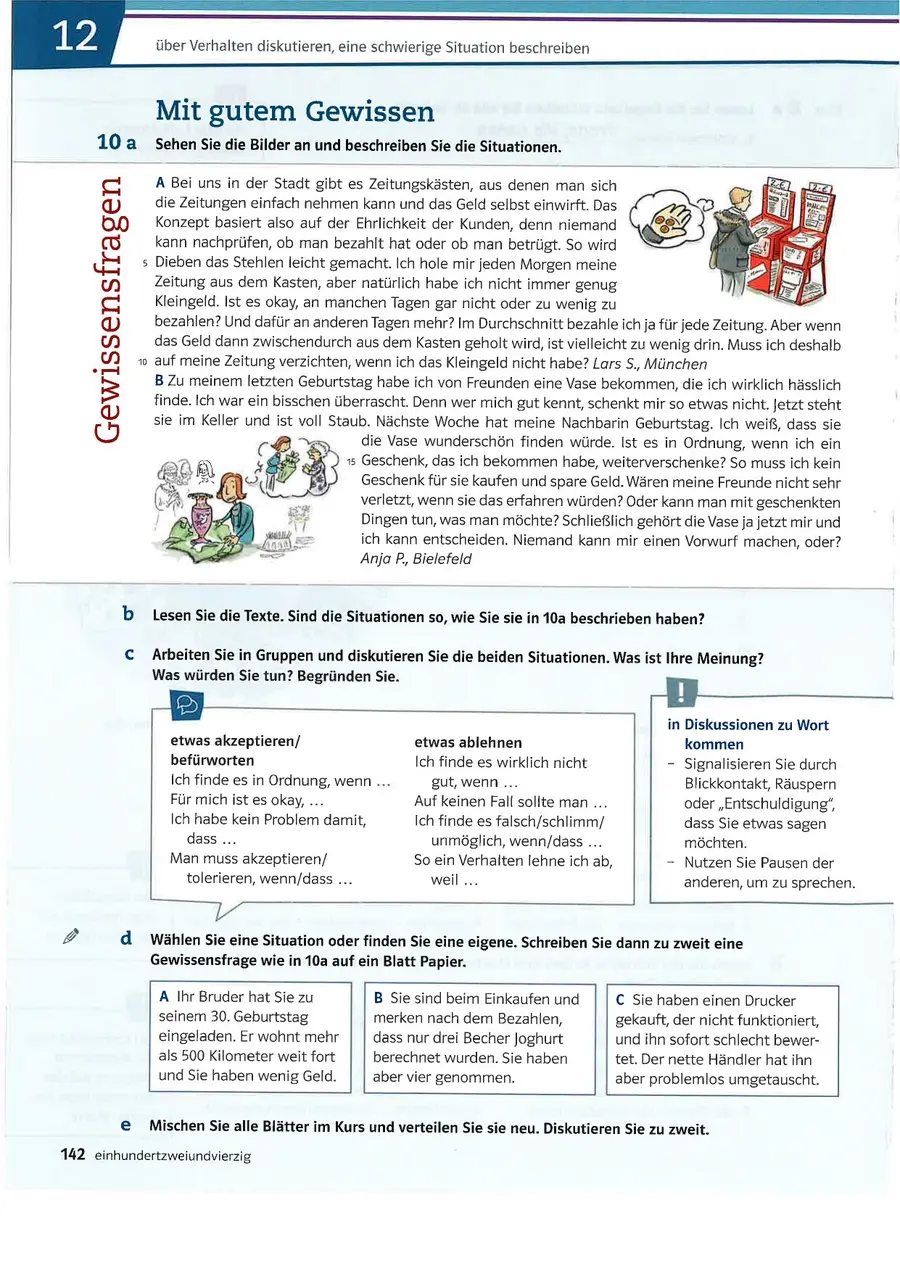 12
über Verhalten diskutieren, eine schwierige Situation beschreiben
Mit gutem Gewissen
10 a Sehen Sie die Bilder an und beschreiben Sie die Situationen.
Gewissensfragen
A Bei uns in der Stadt gibt es Zeitungskästen, aus denen man sich
die Zeitungen einfach nehmen kann und das Geld selbst einwirft. Das
Konzept basiert also auf der Ehrlichkeit der Kunden, denn niemand
kann nachprüfen, ob man bezahlt hat oder ob man betrügt. So wird
5 Dieben das Stehlen leicht gemacht. Ich hole mir jeden Morgen meine
Zeitung aus dem Kasten, aber natürlich habe ich nicht immer genug
Kleingeld. Ist es okay, an manchen Tagen gar nicht oder zu wenig zu
bezahlen? Und dafür an anderen Tagen mehr? Im Durchschnitt bezahle ich ja für jede Zeitung. Aber wenn
das Geld dann zwischendurch aus dem Kasten geholt wird, ist vielleicht zu wenig drin. Muss ich deshalb
10 auf meine Zeitung verzichten, wenn ich das Kleingeld nicht habe? Lars S., München
2.-€
2.-€
B Zu meinem letzten Geburtstag habe ich von Freunden eine Vase bekommen, die ich wirklich hässlich
finde. Ich war ein bisschen überrascht. Denn wer mich gut kennt, schenkt mir so etwas nicht. Jetzt steht
sie im Keller und ist voll Staub. Nächste Woche hat meine Nachbarin Geburtstag. Ich weiß, dass sie
die Vase wunderschön finden würde. Ist es in Ordnung, wenn ich ein
15 Geschenk, das ich bekommen habe, weiterverschenke? So muss ich kein
Geschenk für sie kaufen und spare Geld. Wären meine Freunde nicht sehr
verletzt, wenn sie das erfahren würden? Oder kann man mit geschenkten
Dingen tun, was man möchte? Schließlich gehört die Vase ja jetzt mir und
ich kann entscheiden. Niemand kann mir einen Vorwurf machen, oder?
Anja P., Bielefeld
b Lesen Sie die Texte. Sind die Situationen so, wie Sie sie in 10a beschrieben haben?
c Arbeiten Sie in Gruppen und diskutieren Sie die beiden Situationen. Was ist Ihre Meinung?
Was würden Sie tun? Begründen Sie.
etwas akzeptieren/
befürworten
Ich finde es in Ordnung, wenn ...
Für mich ist es okay, ...
Ich habe kein Problem damit,
dass ...
Man muss akzeptieren/
tolerieren, wenn/dass ...
etwas ablehnen
Ich finde es wirklich nicht
gut, wenn ...
Auf keinen Fall sollte man ...
Ich finde es falsch/schlimm/
unmöglich, wenn/dass ...
So ein Verhalten lehne ich ab,
weil ...
!
in Diskussionen zu Wort
kommen
– Signalisieren Sie durch
Blickkontakt, Räuspern
oder „Entschuldigung“,
dass Sie etwas sagen
möchten.
– Nutzen Sie Pausen der
anderen, um zu sprechen.
d Wählen Sie eine Situation oder finden Sie eine eigene. Schreiben Sie dann zu zweit eine
Gewissensfrage wie in 10a auf ein Blatt Papier.
A Ihr Bruder hat Sie zu
seinem 30. Geburtstag
eingeladen. Er wohnt mehr
als 500 Kilometer weit fort
und Sie haben wenig Geld.
B Sie sind beim Einkaufen und
merken nach dem Bezahlen,
dass nur drei Becher Joghurt
berechnet wurden. Sie haben
aber vier genommen.
C Sie haben einen Drucker
gekauft, der nicht funktioniert,
und ihn sofort schlecht bewer-
tet. Der nette Händler hat ihn
aber problemlos umgetauscht.
e Mischen Sie alle Blätter im Kurs und verteilen Sie sie neu. Diskutieren Sie zu zweit.
142 einhundertzweiundvierzig